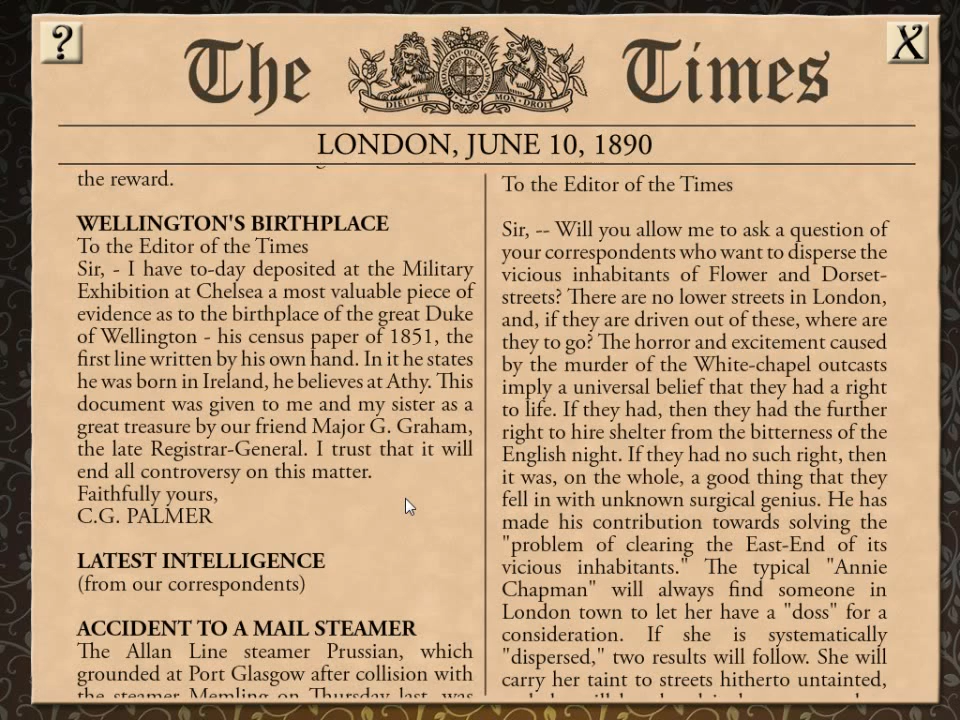 ?
The Times
X
DIEU·ET MON·DROIT
LONDON, JUNE 10, 1890
the reward.
WELLINGTON'S BIRTHPLACE
To the Editor of the Times
Sir, - I have to-day deposited at the Military
Exhibition at Chelsea a most valuable piece of
evidence as to the birthplace of the great Duke
of Wellington - his census paper of 1851, the
first line written by his own hand. In it he states
he was born in Ireland, he believes at Athy. This
document was given to me and my sister as a
great treasure by our friend Major G. Graham,
the late Registrar-General. I trust that it will
end all controversy on this matter.
Faithfully yours,
C.G. PALMER
LATEST INTELLIGENCE
(from our correspondents)
ACCIDENT TO A MAIL STEAMER
The Allan Line steamer Prussian, which
grounded at Port Glasgow after collision with
the steamer Memling on Thursday last, was
To the Editor of the Times
Sir, -- Will you allow me to ask a question of
your correspondents who want to disperse the
vicious inhabitants of Flower and Dorset-
streets? There are no lower streets in London,
and, if they are driven out of these, where are
they to go? The horror and excitement caused
by the murder of the White-chapel outcasts
imply a universal belief that they had a right
to life. If they had, then they had the further
right to hire shelter from the bitterness of the
English night. If they had no such right, then
it was, on the whole, a good thing that they
fell in with unknown surgical genius. He has
made his contribution towards solving the
"problem of clearing the East-End of its
vicious inhabitants." The typical "Annie
Chapman" will always find someone in
London town to let her have a "doss" for a
consideration. If she is systematically
"dispersed," two results will follow. She will
carry her taint to streets hitherto untainted,